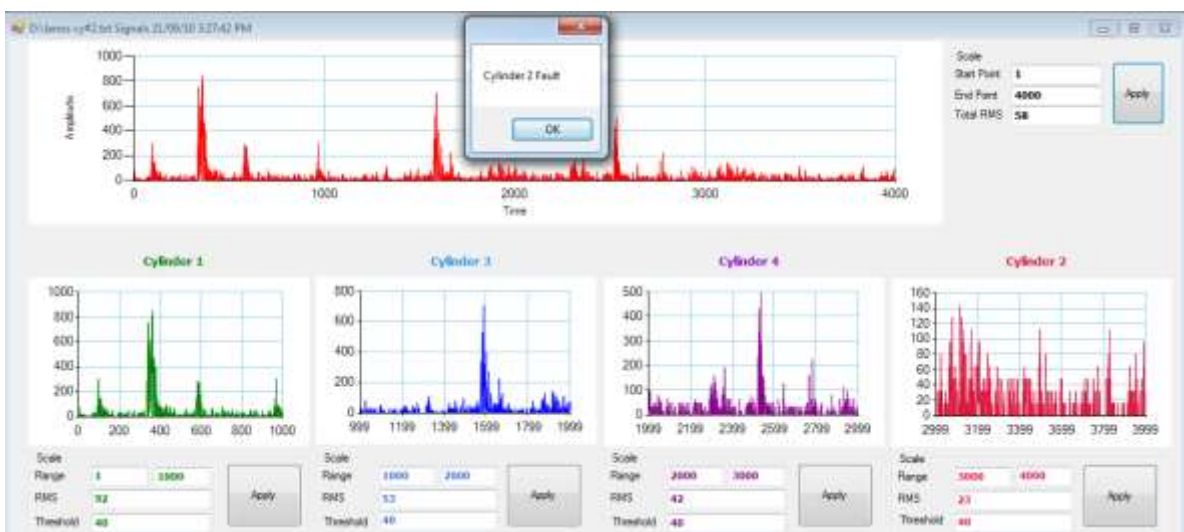 Signals 21/09/10 3:27:42 PM
Cylinder 2 Fault
OK
1000
800
600
400
200
0
Amplitude
0 1000 2000 3000 4000
Time
Scale
Start Point 1
End Point 4000
Total RMS 58
Apply
Cylinder 1
1000
800
600
400
200
0
0 200 400 600 800 1000
Scale
Range 1 1000
RMS
Threshold 40
Apply
Cylinder 3
800
600
400
200
0
999 1199 1399 1599 1799 1999
Scale
Range 1000 2000
RMS 53
Threshold 40
Apply
Cylinder 4
500
400
300
200
100
0
1999 2199 2399 2599 2799 2999
Scale
Range 2000 3000
RMS 42
Threshold 40
Apply
Cylinder 2
160
140
120
100
80
60
40
20
0
2999 3199 3399 3599 3799 3999
Scale
Range 3000 4000
RMS 23
Threshold 40
Apply